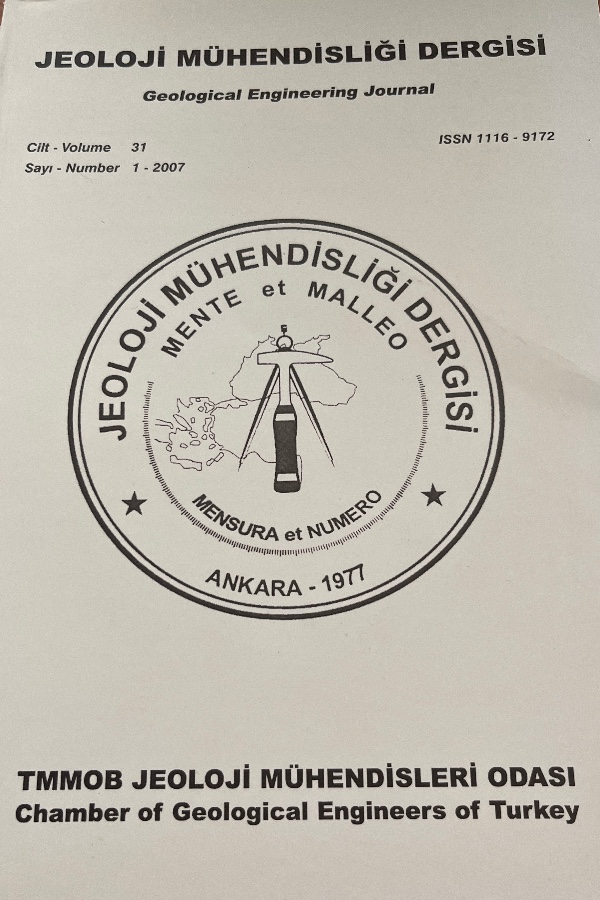 JEOLOJİ MÜHENDİSLİĞİ DERGİSİ
Geological Engineering Journal
Cilt - Volume 31
Sayı - Number 1 - 2007
ISSN 1116 - 9172
JEOLOJİ MÜHENDİSLİĞİ DERGİSİ
MENTE et MALLEO
MENSURA et NUMERO
ANKARA - 1977
TMMOB JEOLOJİ MÜHENDİSLERİ ODASI
Chamber of Geological Engineers of Turkey